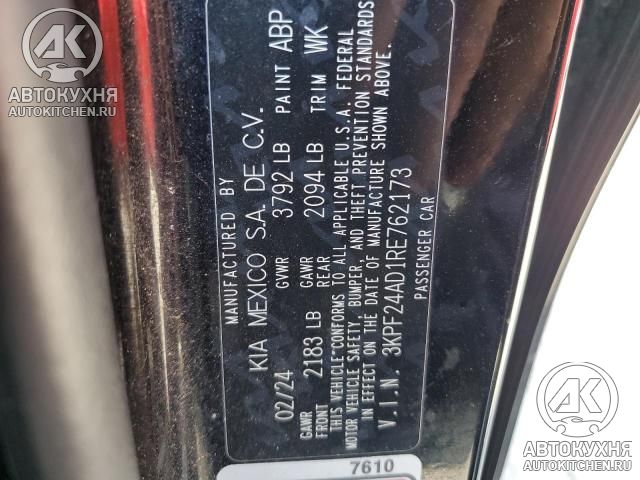 MANUFACTURED BY
KIA MEXICO S.A. DE C.V.
02/24 GVWR 3792 LB PAINT ABP
GAWR FRONT 2183 LB GAWR REAR 2094 LB TRIM WK
THIS VEHICLE CONFORMS TO ALL APPLICABLE U.S.A. FEDERAL
MOTOR VEHICLE SAFETY, BUMPER, AND THEFT PREVENTION STANDARDS
IN EFFECT ON THE DATE OF MANUFACTURE SHOWN ABOVE.
V.I.N. 3KPF24AD1RE762173
PASSENGER CAR
7610
АК
АВТОКУХНЯ
AUTOKITCHEN.RU
АК
АВТОКУХНЯ
AUTOKITCHEN.RU